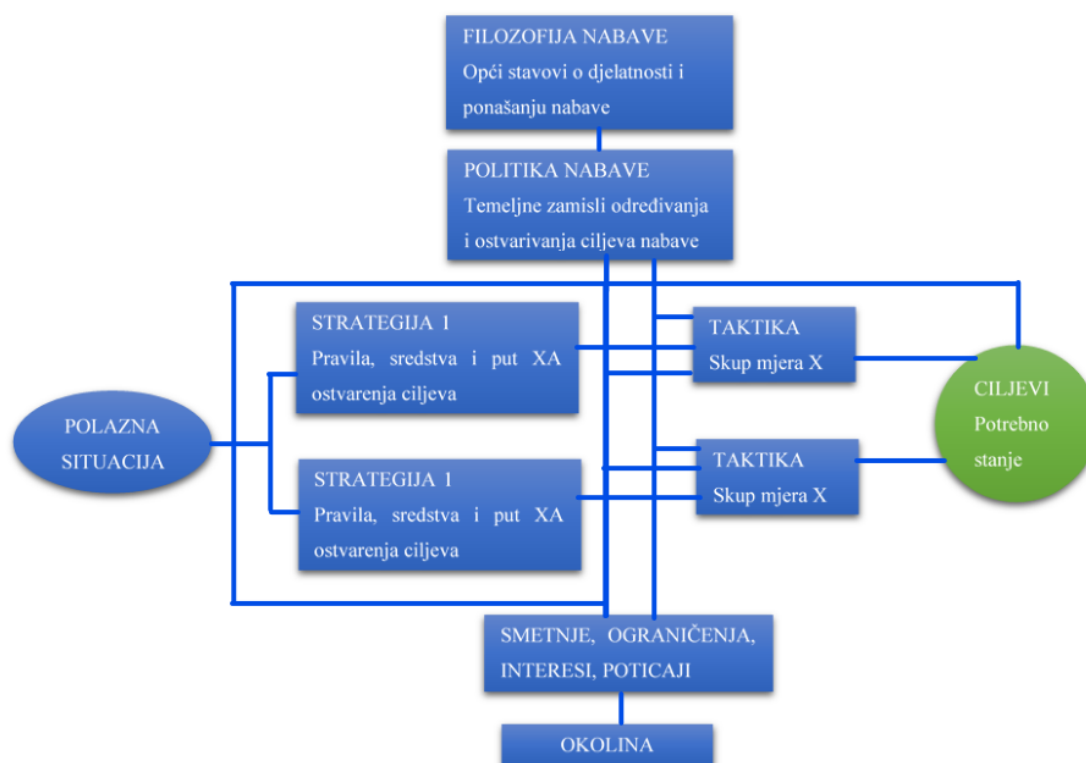 FILOZOFIJA NABAVE
Opći stavovi o djelatnosti i
ponašanju nabave
POLITIKA NABAVE
Temeljne zamisli određivanja
i ostvarivanja ciljeva nabave
STRATEGIJA 1
Pravila, sredstva i put XA
ostvarenja ciljeva
TAKTIKA
Skup mjera X
POLAZNA
SITUACIJA
CILJEVI
Potrebno
stanje
STRATEGIJA 1
Pravila, sredstva i put XA
ostvarenja ciljeva
TAKTIKA
Skup mjera X
SMETNJE, OGRANIČENJA,
INTERESI, POTICAJI
OKOLINA